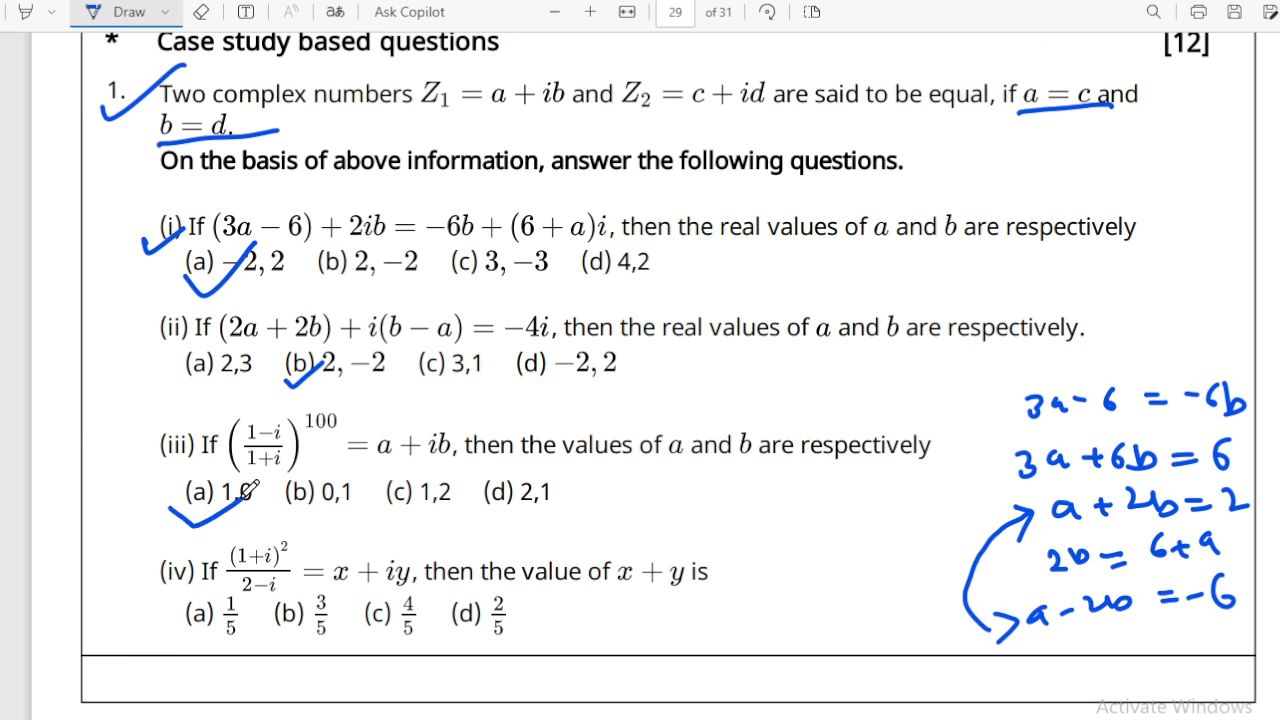 Draw Ask Copilot 29 of 31
* Case study based questions [12]
1. Two complex numbers Z₁ = a + ib and Z₂ = c + id are said to be equal, if a = c and
b = d.
On the basis of above information, answer the following questions.
(i) If (3a − 6) + 2ib = −6b + (6 + a)i, then the real values of a and b are respectively
(a) −2, 2 (b) 2, −2 (c) 3, −3 (d) 4,2
(ii) If (2a + 2b) + i(b − a) = −4i, then the real values of a and b are respectively.
(a) 2,3 (b) 2, −2 (c) 3,1 (d) −2, 2
3a - 6 = -6b
(iii) If ((1−i)/(1+i))^100 = a + ib, then the values of a and b are respectively
3a + 6b = 6
(a) 1,0 (b) 0,1 (c) 1,2 (d) 2,1
a + 2b = 2
2b = 6+a
(iv) If (1+i)²/(2−i) = x + iy, then the value of x + y is
a - 2b = -6
(a) 1/5 (b) 3/5 (c) 4/5 (d) 2/5
Activate Windows